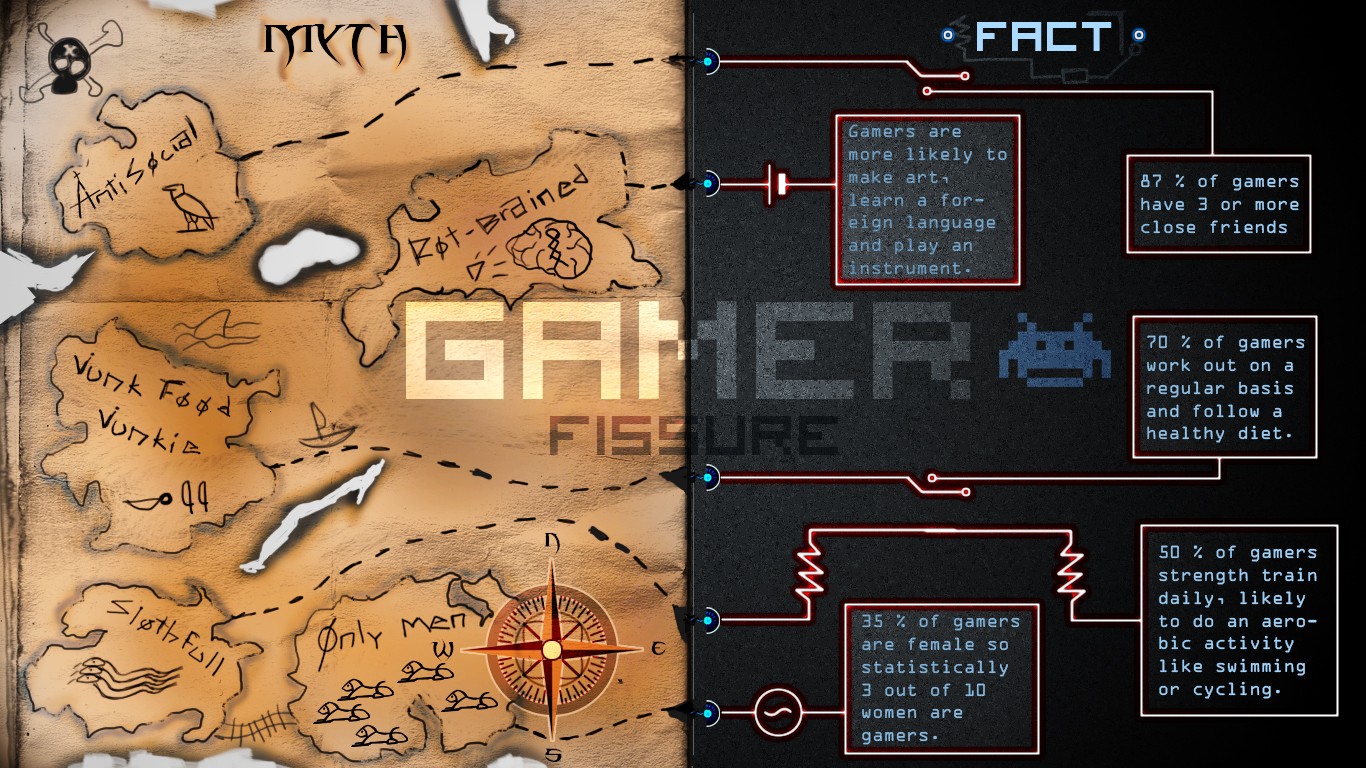 MYTH
Anti Social
Rot-Brained
Junk Food
Junkie
Slothfull
Only men
N
W
E
S
GAMER
FISSURE
FACT
Gamers are
more likely to
make art,
learn a for-
eign language
and play an
instrument.
87 % of gamers
have 3 or more
close friends
70 % of gamers
work out on a
regular basis
and follow a
healthy diet.
50 % of gamers
strength train
daily, likely
to do an aero-
bic activity
like swimming
or cycling.
35 % of gamers
are female so
statistically
3 out of 10
women are
gamers.